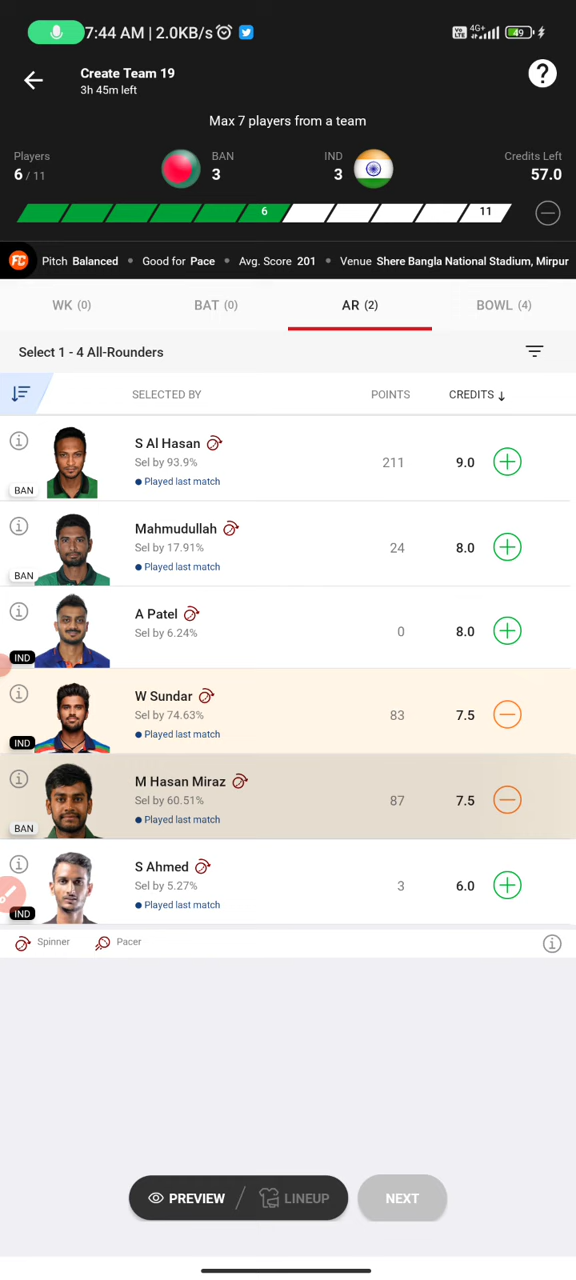 7:44 AM | 2.0KB/s
Vo LTE 4G+ 49
Create Team 19
3h 45m left
?
Max 7 players from a team
Players
6 / 11
BAN
3
IND
3
Credits Left
57.0
6 11
FC Pitch Balanced • Good for Pace • Avg. Score 201 • Venue Shere Bangla National Stadium, Mirpur
WK (0) BAT (0) AR (2) BOWL (4)
Select 1 - 4 All-Rounders
SELECTED BY POINTS CREDITS ↓
S Al Hasan
Sel by 93.9%
Played last match
BAN
211 9.0
Mahmudullah
Sel by 17.91%
Played last match
BAN
24 8.0
A Patel
Sel by 6.24%
IND
0 8.0
W Sundar
Sel by 74.63%
Played last match
IND
83 7.5
M Hasan Miraz
Sel by 60.51%
Played last match
BAN
87 7.5
S Ahmed
Sel by 5.27%
Played last match
IND
3 6.0
Spinner Pacer
PREVIEW / LINEUP NEXT